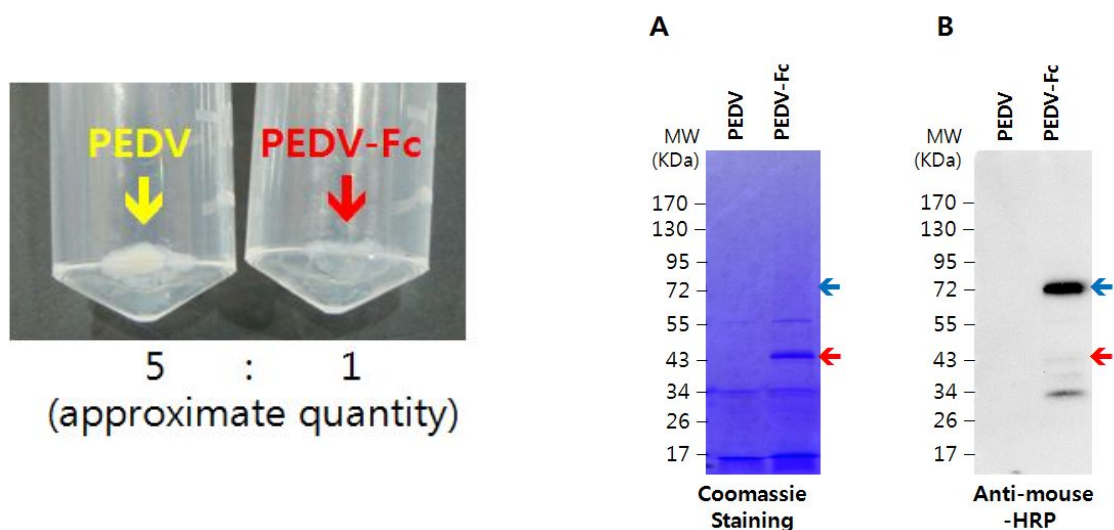 PEDV PEDV-Fc
5 : 1
(approximate quantity)
A
PEDV
PEDV-Fc
MW
(KDa)
170
130
95
72
55
43
34
26
17
Coomassie
Staining
B
PEDV
PEDV-Fc
MW
(KDa)
170
130
95
72
55
43
34
26
17
Anti-mouse
-HRP